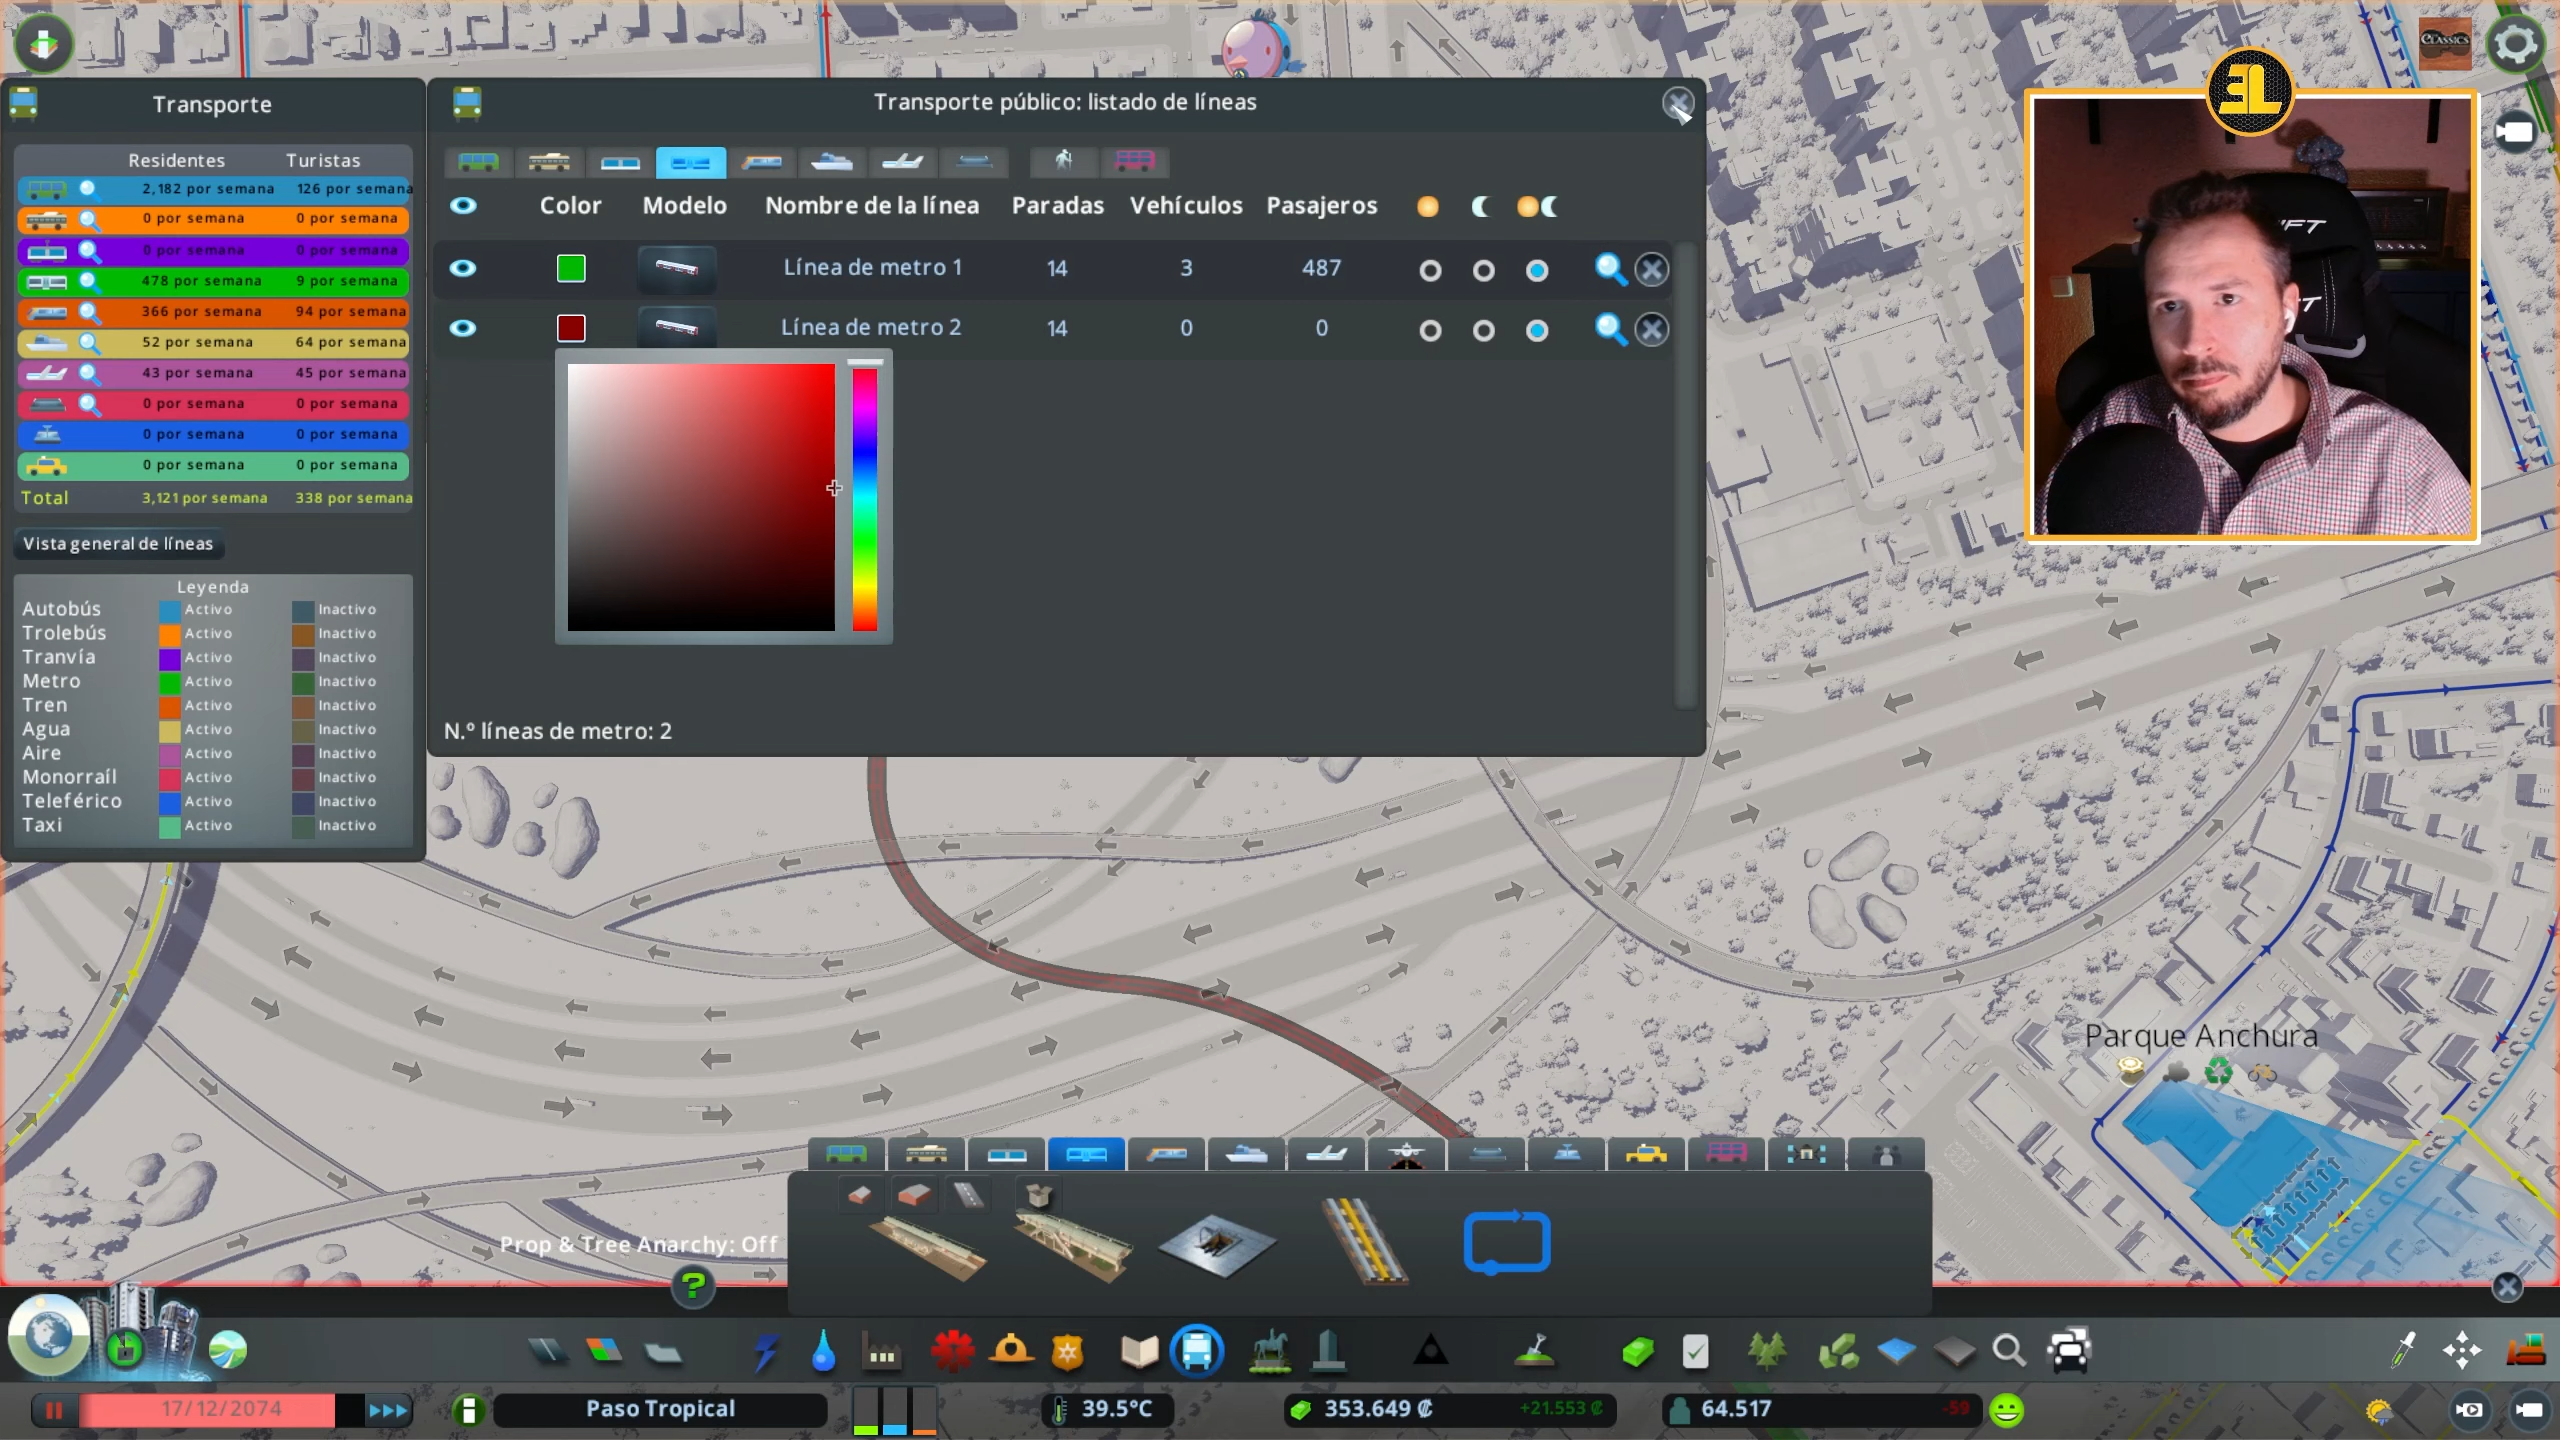 Transporte
Residentes Turistas
2,182 por semana 126 por semana
0 por semana 0 por semana
0 por semana 0 por semana
478 por semana 9 por semana
366 por semana 94 por semana
52 por semana 64 por semana
43 por semana 45 por semana
0 por semana 0 por semana
0 por semana 0 por semana
0 por semana 0 por semana
Total 3,121 por semana 338 por semana
Vista general de líneas
Leyenda
Autobús Activo Inactivo
Trolebús Activo Inactivo
Tranvía Activo Inactivo
Metro Activo Inactivo
Tren Activo Inactivo
Agua Activo Inactivo
Aire Activo Inactivo
Monorraíl Activo Inactivo
Teleférico Activo Inactivo
Taxi Activo Inactivo
Transporte público: listado de líneas
Color Modelo Nombre de la línea Paradas Vehículos Pasajeros
Línea de metro 1 14 3 487
Línea de metro 2 14 0 0
N.º líneas de metro: 2
CLASSICS
3L
Parque Anchura
Prop & Tree Anarchy: Off
?
17/12/2074
Paso Tropical
39.5°C
353.649 ₡ +21.553 ₡
64.517 -59